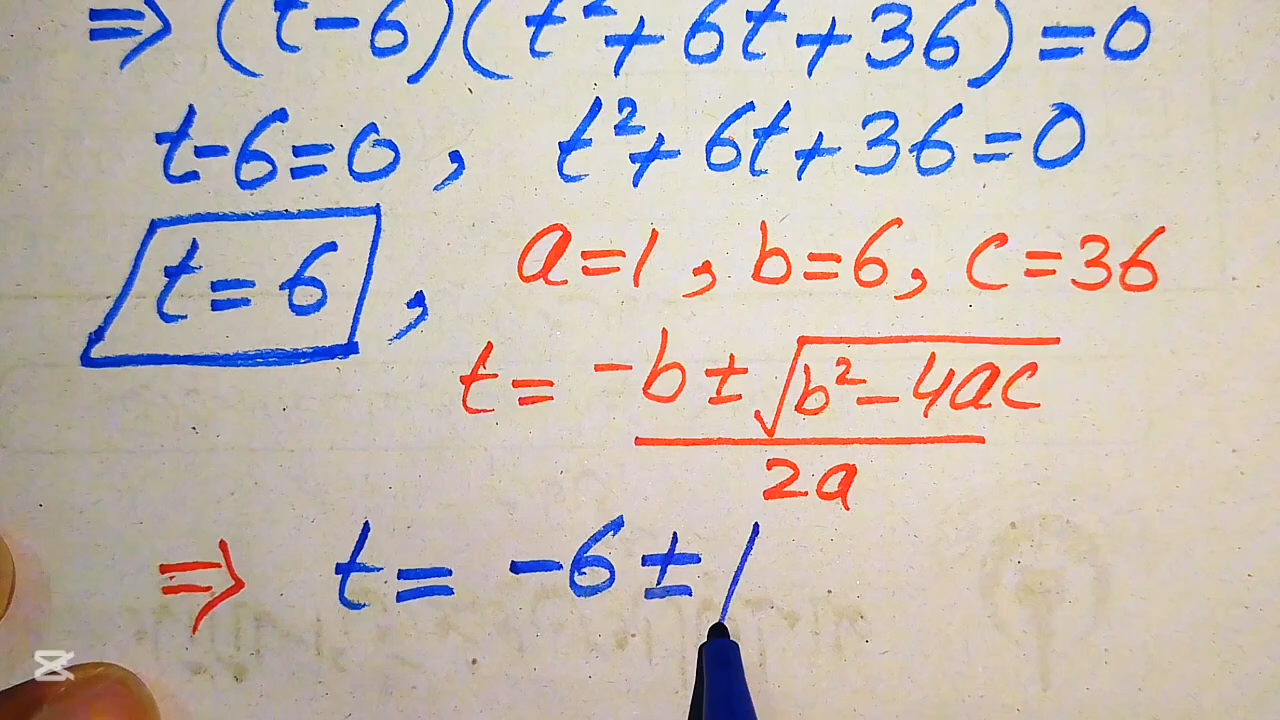 => (t-6)(t²+6t+36)=0
t-6=0, t²+6t+36=0
t=6, a=1, b=6, c=36
t= -b±√b²-4ac
2a
=> t= -6±